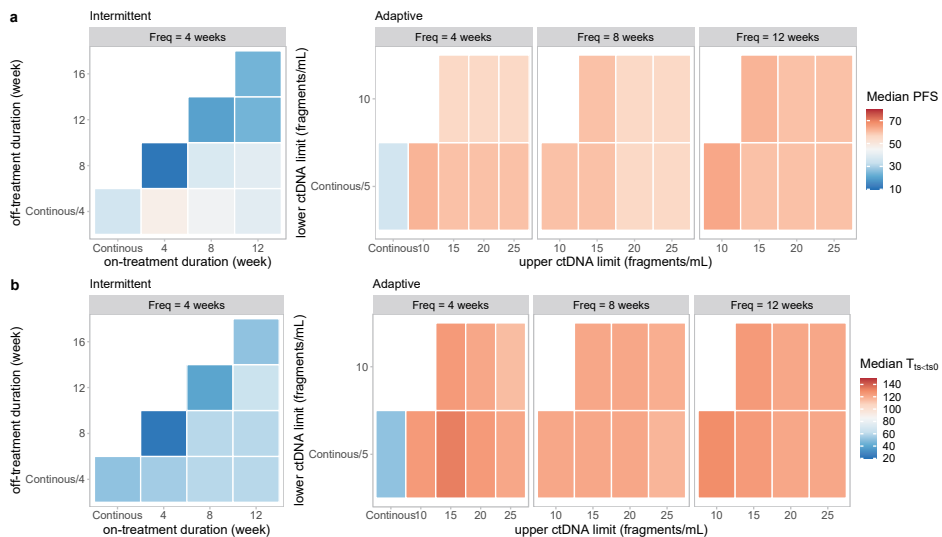 a
Intermittent
Adaptive
Freq = 4 weeks
Freq = 4 weeks
Freq = 8 weeks
Freq = 12 weeks
off-treatment duration (week)
16
12
8
Continous/4
Continous
4
8
12
on-treatment duration (week)
lower ctDNA limit (fragments/mL)
10
Continous/5
Continous
10
15
20
25
10
15
20
25
10
15
20
25
upper ctDNA limit (fragments/mL)
Median PFS
70
50
30
10
b
Intermittent
Adaptive
Freq = 4 weeks
Freq = 4 weeks
Freq = 8 weeks
Freq = 12 weeks
off-treatment duration (week)
16
12
8
Continous/4
Continous
4
8
12
on-treatment duration (week)
lower ctDNA limit (fragments/mL)
10
Continous/5
Continous
10
15
20
25
10
15
20
25
10
15
20
25
upper ctDNA limit (fragments/mL)
Median Tts<ts0
140
120
100
80
60
40
20